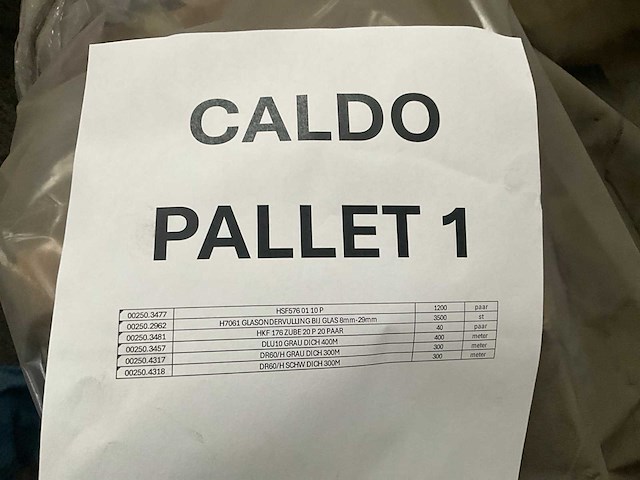 CALDO
PALLET 1
00250.3477 HSF576 01 10 P 1200 paar
00250.2962 H7061 GLASONDERVULLING BIJ GLAS 8mm-29mm 3500 st
00250.3481 HKF 176 ZUBE 20 P 20 PAAR 40 paar
00250.3457 DLU10 GRAU DICH 400M 400 meter
00250.4317 DR60/H GRAU DICH 300M 300 meter
00250.4318 DR60/H SCHW DICH 300M 300 meter